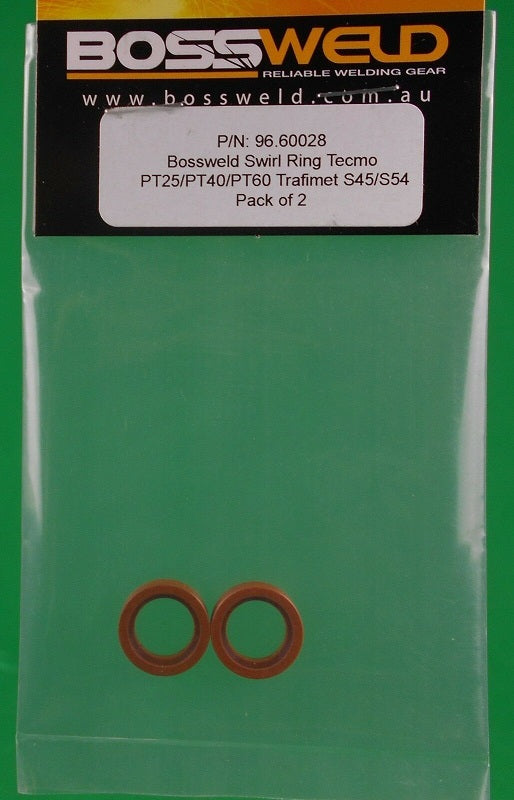 BOSSWELD
RELIABLE WELDING GEAR
www.bossweld.com.au
P/N: 96.60028
Bossweld Swirl Ring Tecmo
PT25/PT40/PT60 Trafimet S45/S54
Pack of 2